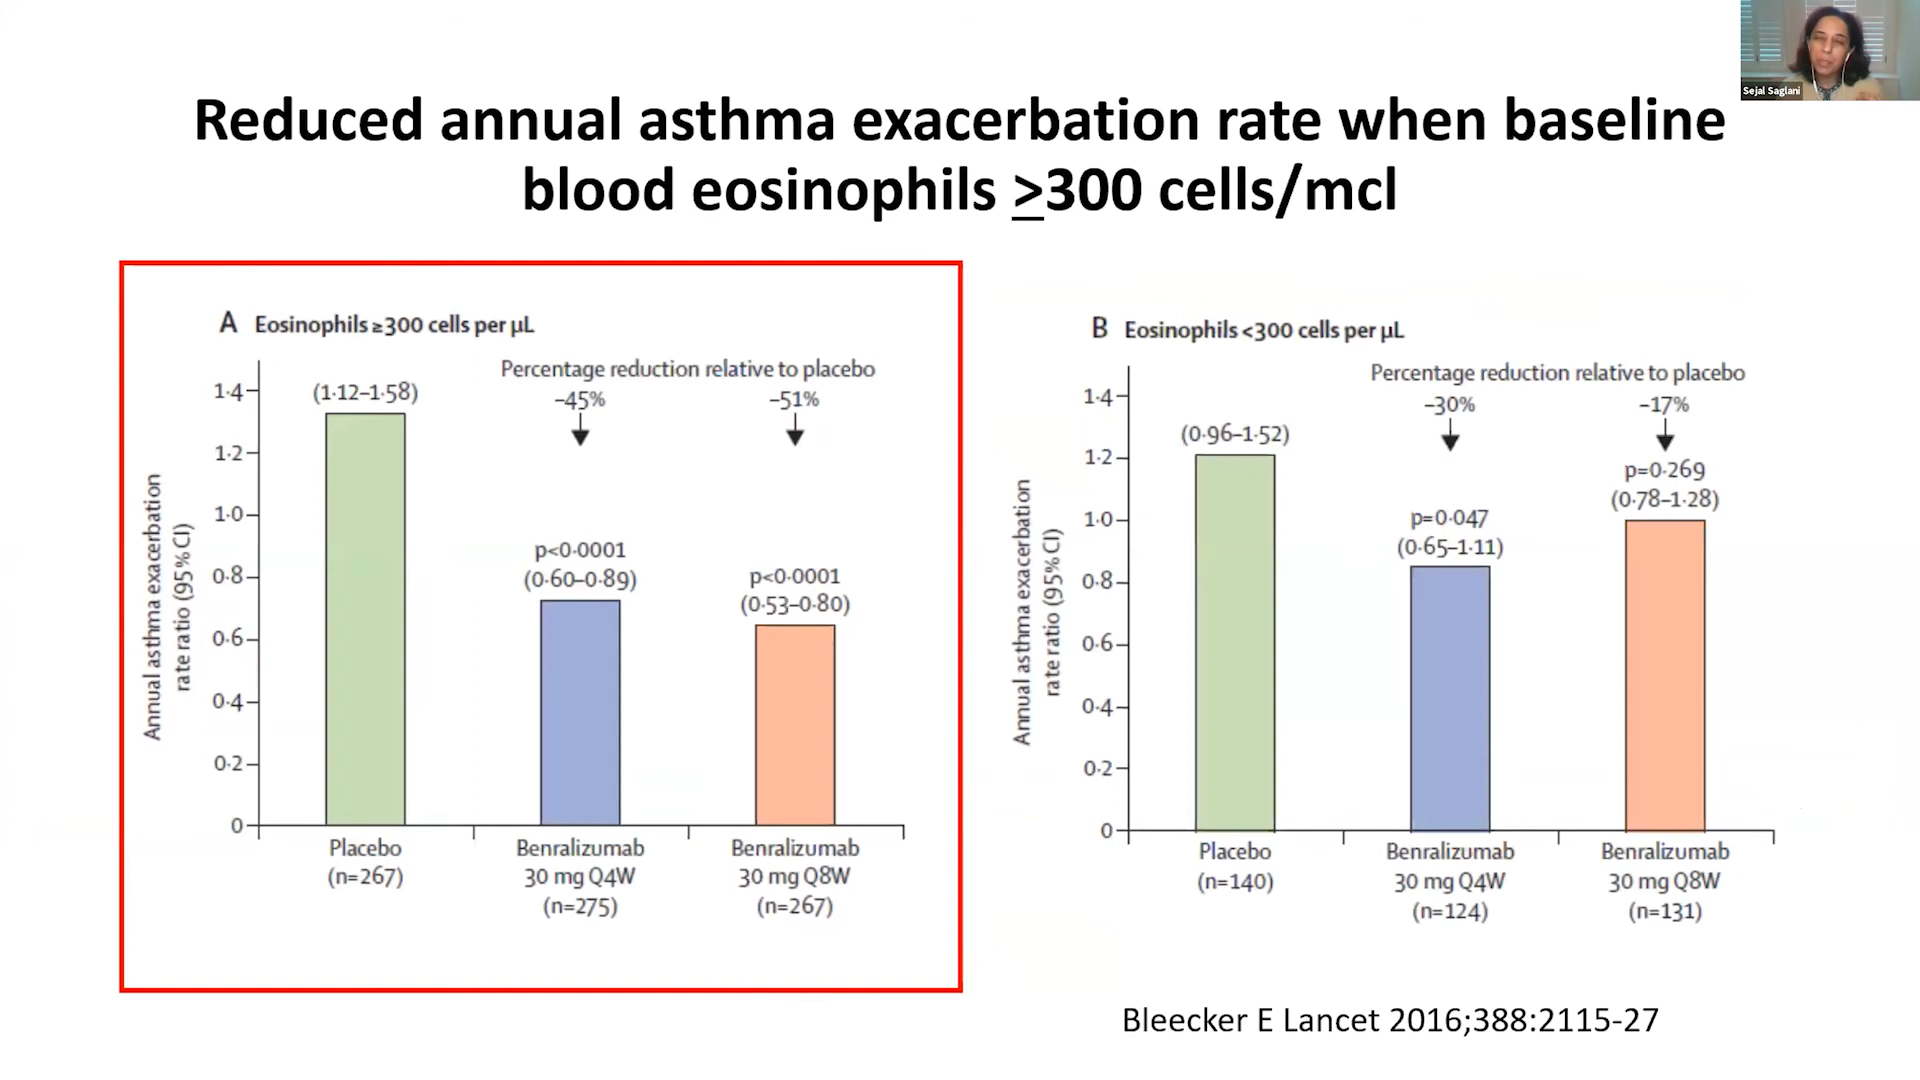 Sejal Saglani
Reduced annual asthma exacerbation rate when baseline
blood eosinophils ≥300 cells/mcl
A Eosinophils ≥300 cells per µL
Percentage reduction relative to placebo
–45%
–51%
(1·12–1·58)
p<0·0001
(0·60–0·89)
p<0·0001
(0·53–0·80)
Annual asthma exacerbation
rate ratio (95% CI)
1·4
1·2
1·0
0·8
0·6
0·4
0·2
0
Placebo
(n=267)
Benralizumab
30 mg Q4W
(n=275)
Benralizumab
30 mg Q8W
(n=267)
B Eosinophils <300 cells per µL
Percentage reduction relative to placebo
–30%
–17%
(0·96–1·52)
p=0·047
(0·65–1·11)
p=0·269
(0·78–1·28)
Annual asthma exacerbation
rate ratio (95% CI)
1·4
1·2
1·0
0·8
0·6
0·4
0·2
0
Placebo
(n=140)
Benralizumab
30 mg Q4W
(n=124)
Benralizumab
30 mg Q8W
(n=131)
Bleecker E Lancet 2016;388:2115-27